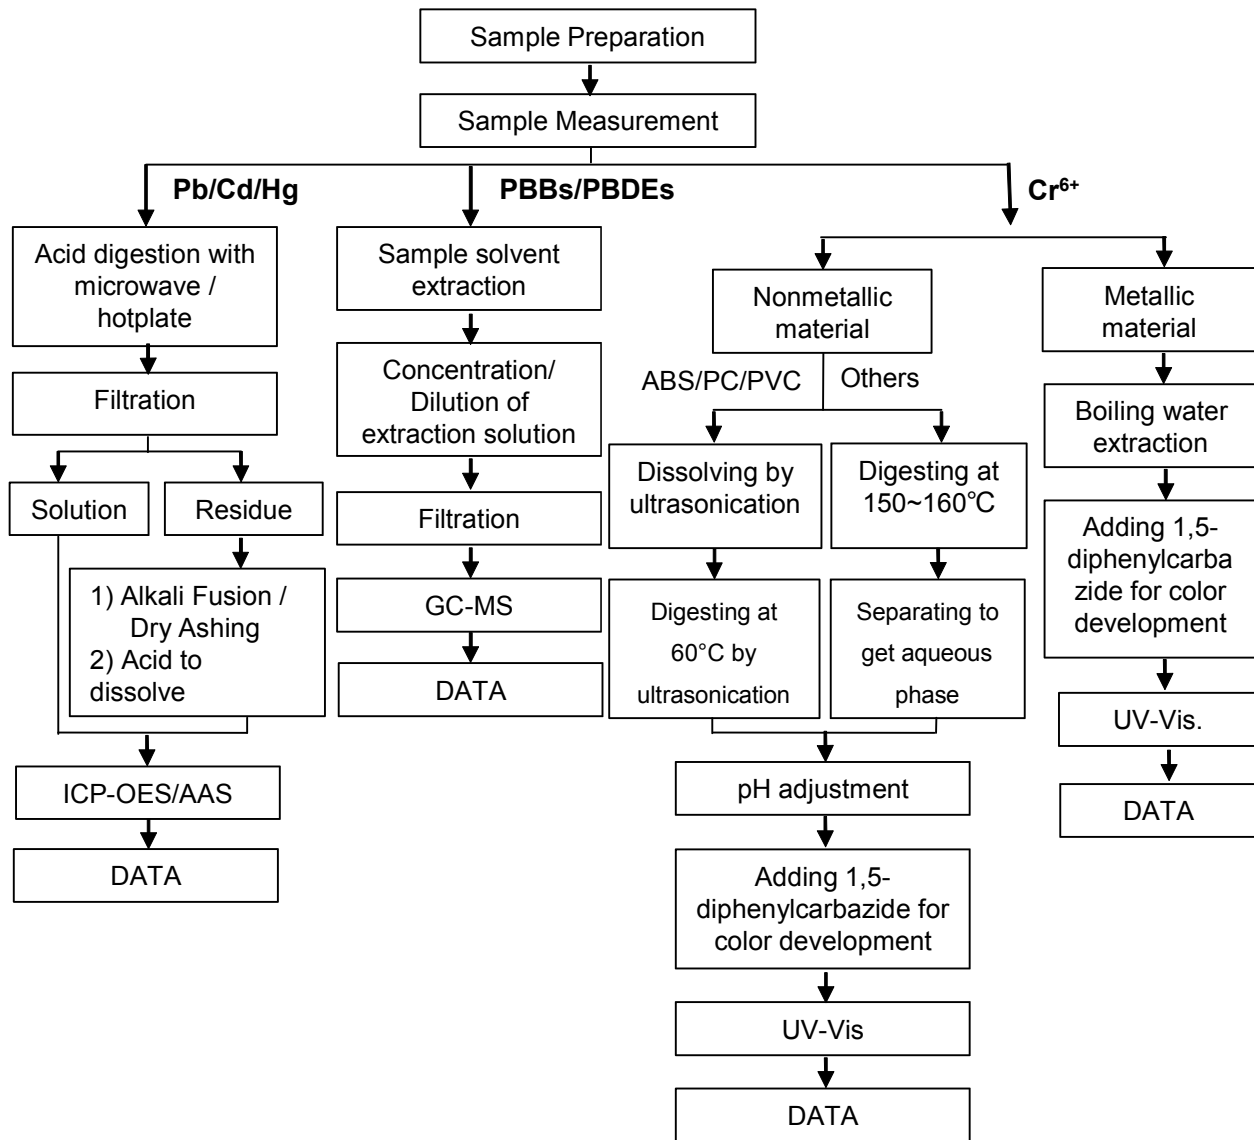 Sample Preparation
Sample Measurement
Pb/Cd/Hg
PBBs/PBDEs
Cr⁶⁺
Acid digestion with
microwave /
hotplate
Filtration
Solution
Residue
1) Alkali Fusion /
Dry Ashing
2) Acid to
dissolve
ICP-OES/AAS
DATA
Sample solvent
extraction
Concentration/
Dilution of
extraction solution
Filtration
GC-MS
DATA
Nonmetallic
material
ABS/PC/PVC
Others
Dissolving by
ultrasonication
Digesting at
60°C by
ultrasonication
Digesting at
150~160℃
Separating to
get aqueous
phase
pH adjustment
Adding 1,5-
diphenylcarbazide for
color development
UV-Vis
DATA
Metallic
material
Boiling water
extraction
Adding 1,5-
diphenylcarba
zide for color
development
UV-Vis.
DATA